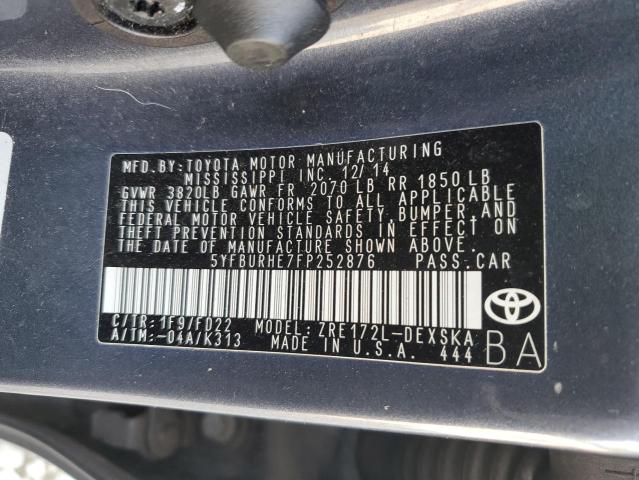 MFD.BY:TOYOTA MOTOR MANUFACTURING
MISSISSIPPI INC. 12/14
GVWR 3820LB GAWR FR 2070 LB RR 1850 LB
THIS VEHICLE CONFORMS TO ALL APPLICABLE
FEDERAL MOTOR VEHICLE SAFETY, BUMPER, AND
THEFT PREVENTION STANDARDS IN EFFECT ON
THE DATE OF MANUFACTURE SHOWN ABOVE.
5YFBURHE7FP252876 PASS.CAR
C/TR: 1F9/FD22 MODEL: ZRE172L-DEXSKA
A/TM:-04A/K313 MADE IN U.S.A. 444
BA